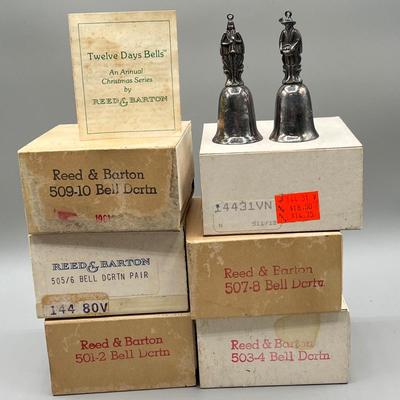 "Twelve Days Bells"
An Annual
Christmas Series
by
REED & BARTON
Reed & Barton
509-10 Bell Dcrtn
14431VN
REED & BARTON
505/6 BELL DCRTN PAIR
144 80V
Reed & Barton
507-8 Bell Dcrtn
Reed & Barton
501-2 Bell Dcrtn
Reed & Barton
503-4 Bell Dcrtn